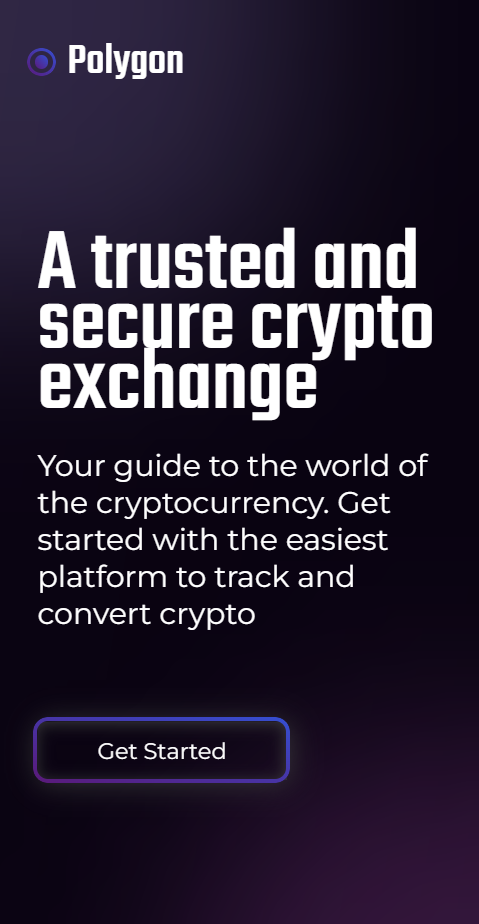 Polygon
A trusted and
secure crypto
exchange
Your guide to the world of
the cryptocurrency. Get
started with the easiest
platform to track and
convert crypto
Get Started